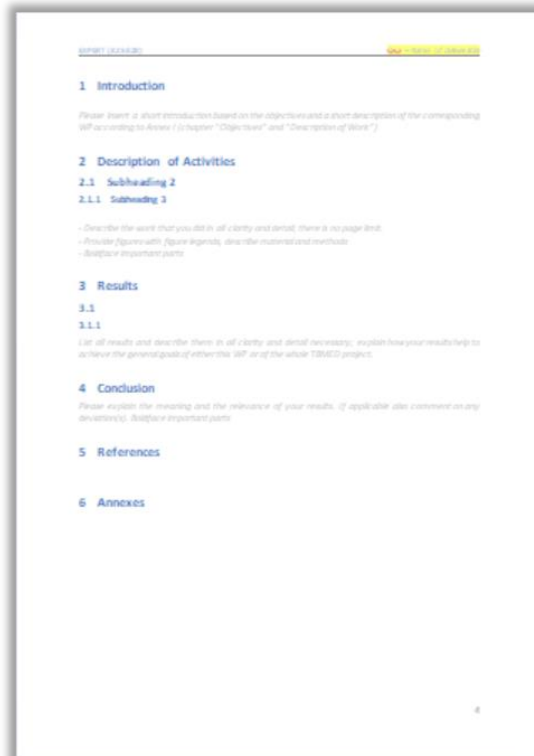 1 Introduction
Please insert a short introduction based on the objectives and a short description of the corresponding
WP according to Annex I (chapter "Objectives" and "Description of Work")
2 Description of Activities
2.1 Subheading 2
2.1.1 Subheading 3
- Describe the work that you did in all clarity and detail, there is no page limit
- Provide figures with figure legends, describe material and methods
- Boldface important parts
3 Results
3.1
3.1.1
List all results and describe them in all clarity and detail necessary; explain how your results help to
achieve the general goals of either this WP or of the whole TBMED project.
4 Conclusion
Please explain the meaning and the relevance of your results. If applicable also comment on any
deviation(s). Boldface important parts
5 References
6 Annexes